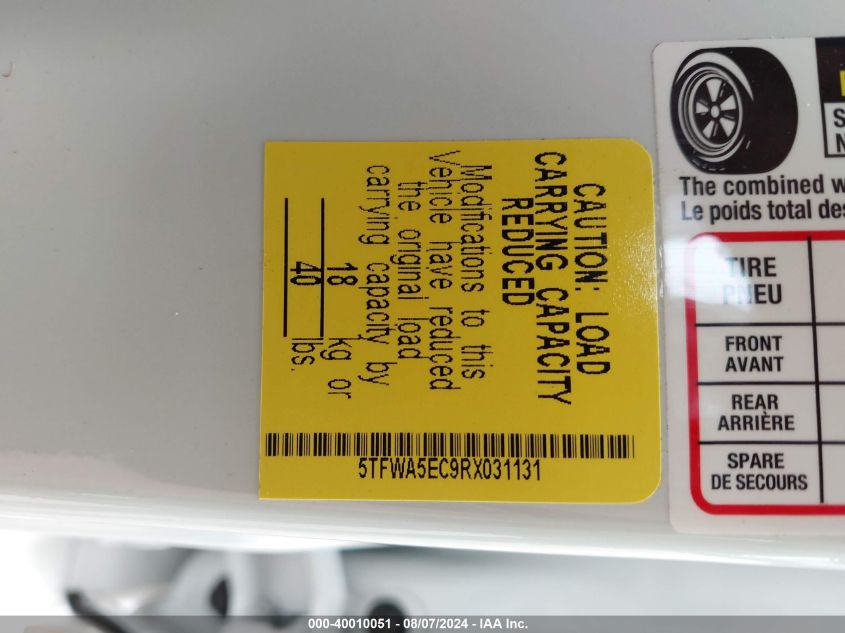 CAUTION: LOAD
CARRYING CAPACITY
REDUCED
Modifications to this
Vehicle have reduced
the original load
carrying capacity by
18 kg or
40 lbs.
5TFWA5EC9RX031131
The combined w
Le poids total des
TIRE
PNEU
FRONT
AVANT
REAR
ARRIÈRE
SPARE
DE SECOURS
000-40010051 - 08/07/2024 - IAA Inc.